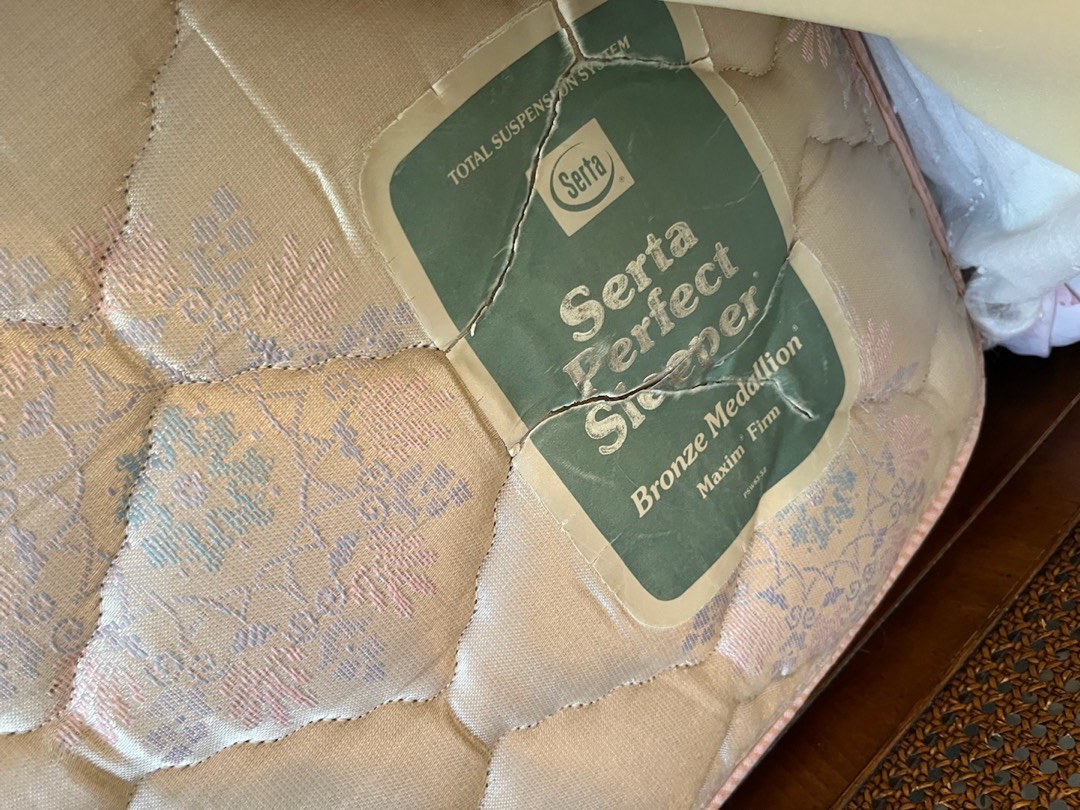 TOTAL SUSPENSION SYSTEM
Serta
Serta
Perfect
Sleeper
Bronze Medallion
Maxim Firm